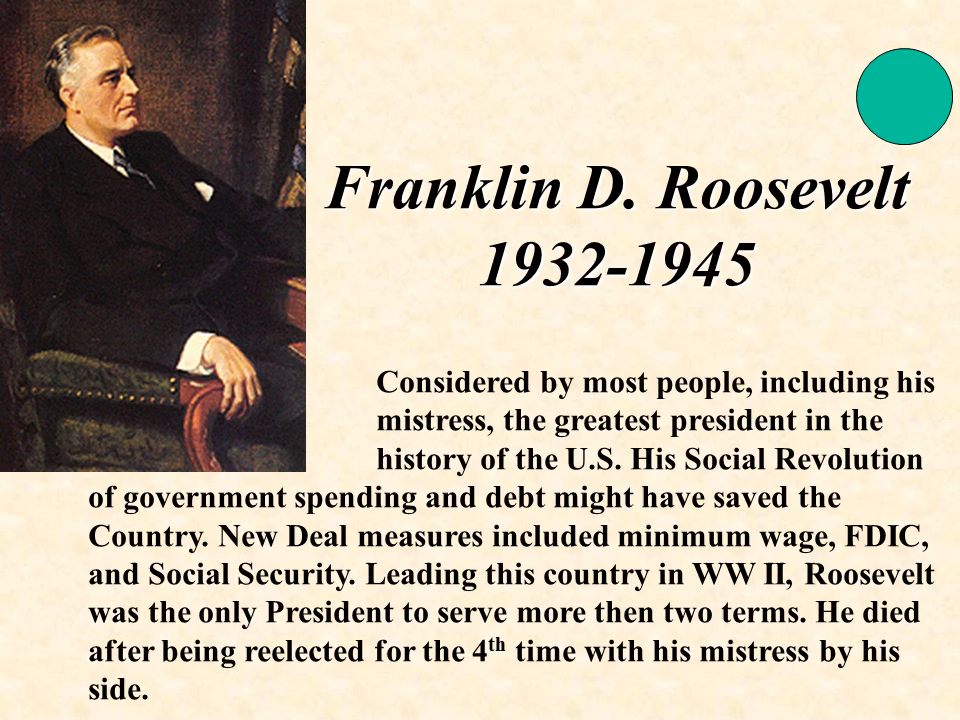 Franklin D. Roosevelt
1932-1945
Considered by most people, including his
mistress, the greatest president in the
history of the U.S. His Social Revolution
of government spending and debt might have saved the
Country. New Deal measures included minimum wage, FDIC,
and Social Security. Leading this country in WW II, Roosevelt
was the only President to serve more then two terms. He died
after being reelected for the 4th time with his mistress by his
side.